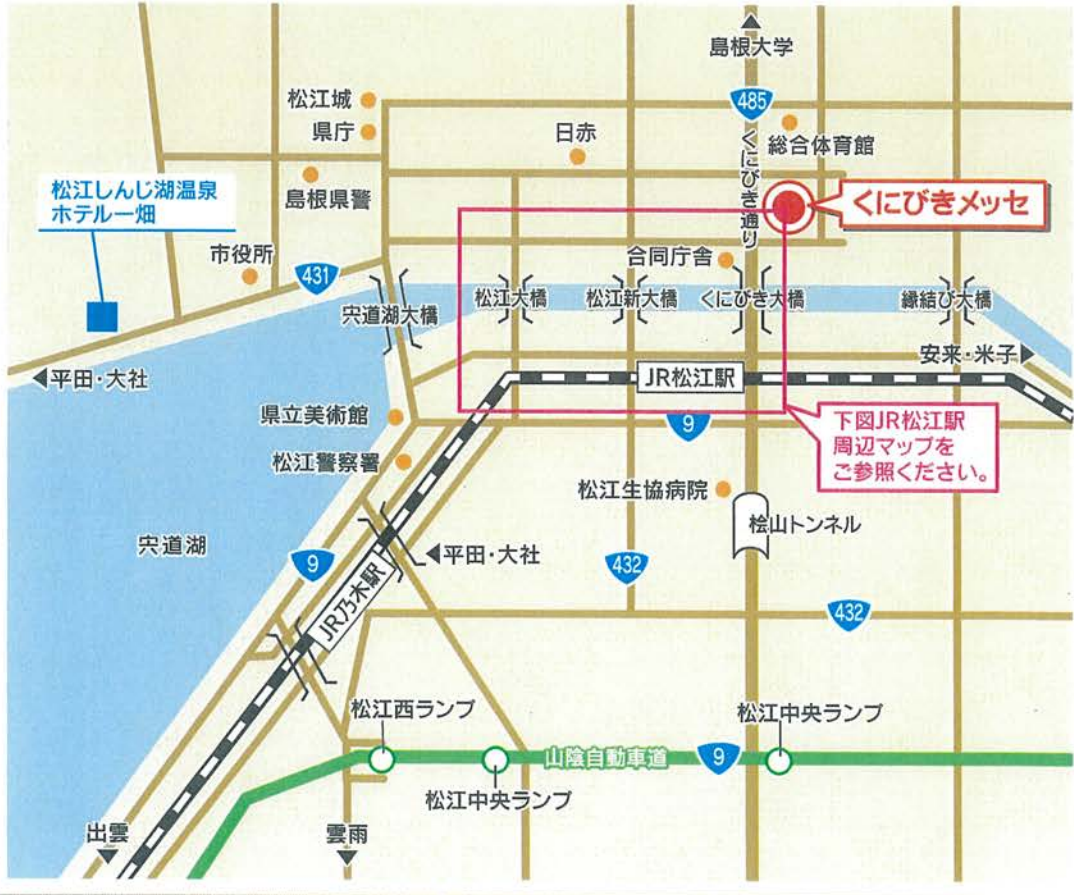 島根大学
485
松江城
県庁
日赤
総合体育館
くにびき通り
松江しんじ湖温泉
ホテル一畑
島根県警
くにびきメッセ
市役所
431
合同庁舎
宍道湖大橋
松江大橋
松江新大橋
くにびき大橋
縁結び大橋
安来・米子
平田・大社
JR松江駅
県立美術館
9
下図JR松江駅
周辺マップを
ご参照ください。
松江警察署
松江生協病院
桧山トンネル
宍道湖
9
平田・大社
432
JR乃木駅
432
松江西ランプ
松江中央ランプ
山陰自動車道
9
松江中央ランプ
出雲
雲雨